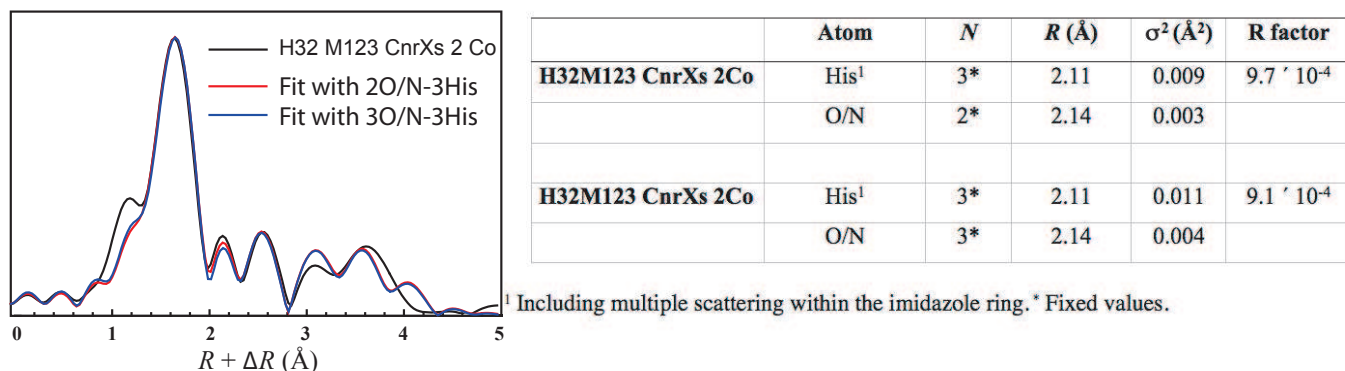 H32 M123 CnrXs 2 Co
Fit with 2O/N-3His
Fit with 3O/N-3His
0 1 2 3 4 5
R + ΔR (Å)
Atom N R (Å) σ² (Å²) R factor
H32M123 CnrXs 2Co His¹ 3* 2.11 0.009 9.7 ´ 10⁻⁴
O/N 2* 2.14 0.003
H32M123 CnrXs 2Co His¹ 3* 2.11 0.011 9.1 ´ 10⁻⁴
O/N 3* 2.14 0.004
¹ Including multiple scattering within the imidazole ring. * Fixed values.